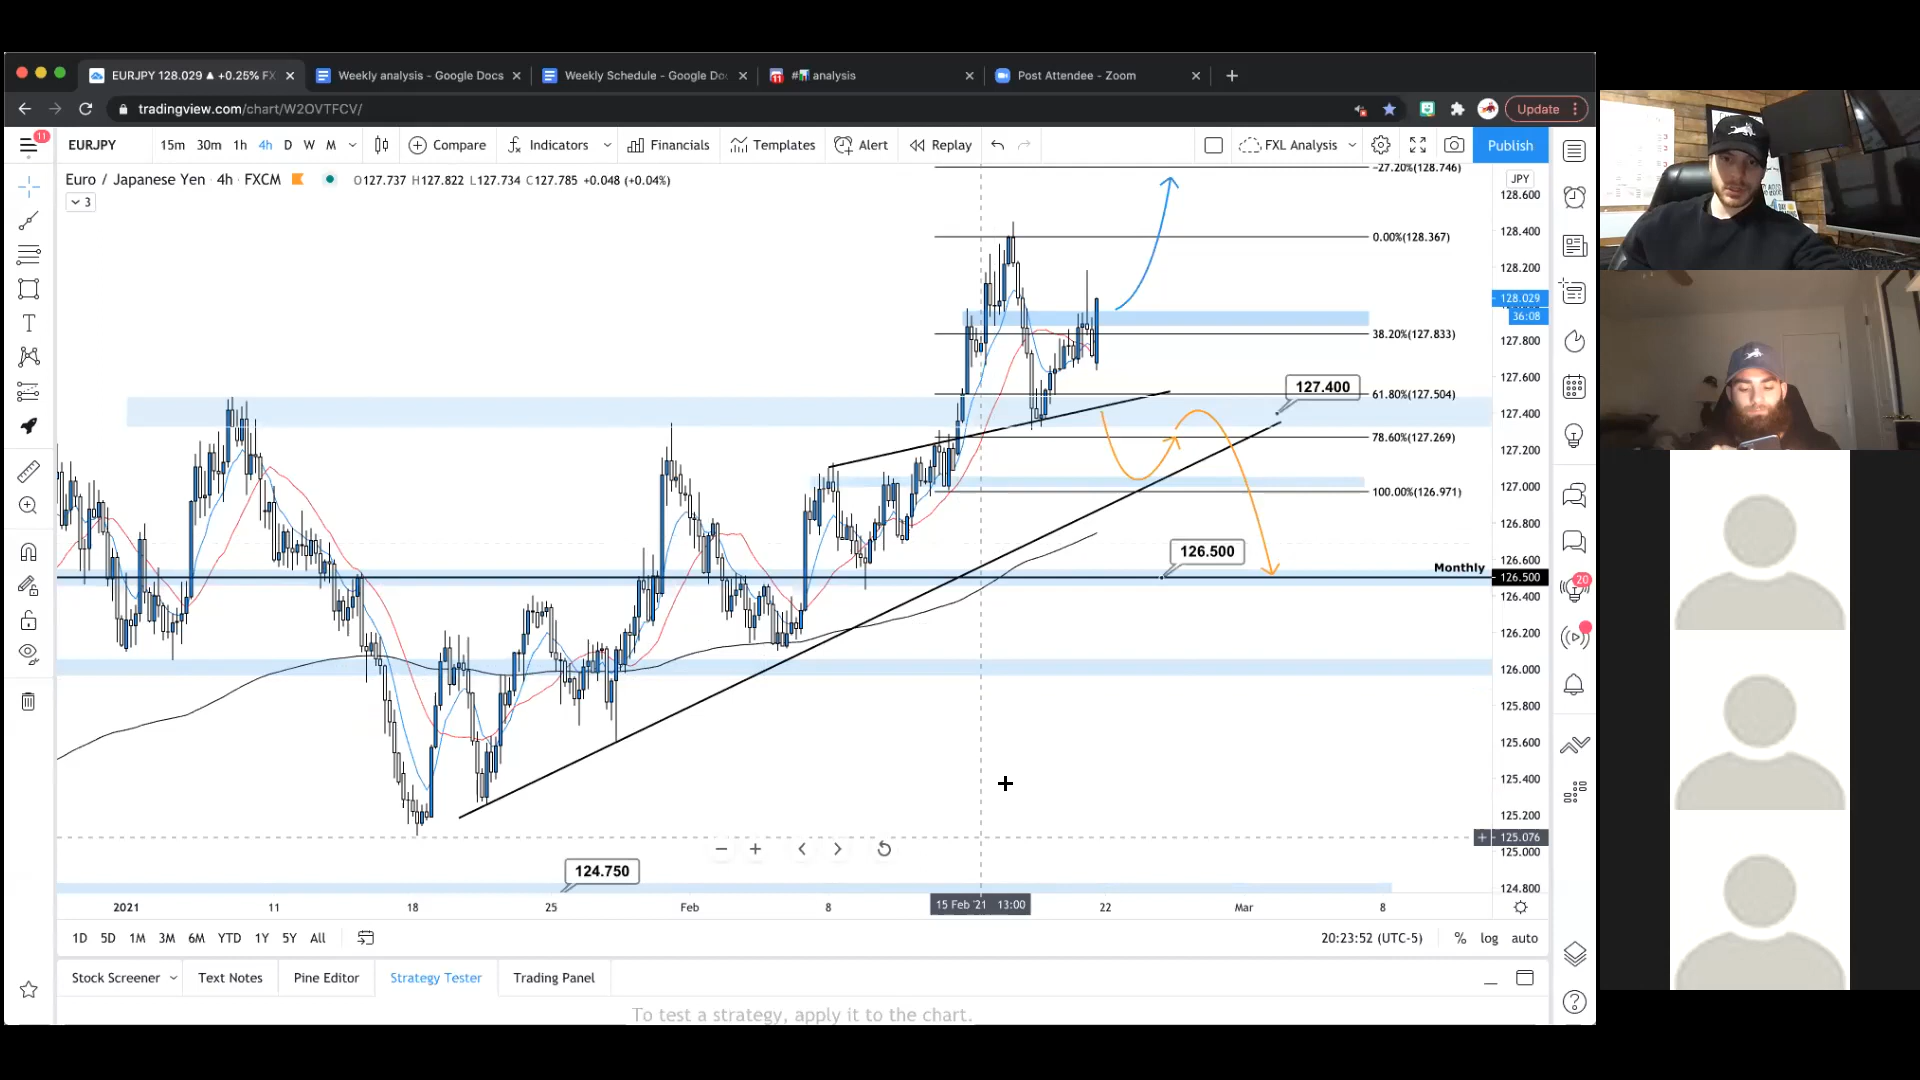 EURJPY 128.029 ▲ +0.25% FX
Weekly analysis - Google Docs
Weekly Schedule - Google Do
#📊 analysis
Post Attendee - Zoom
tradingview.com/chart/W2OVTFCV/
Update
11
EURJPY 15m 30m 1h 4h D W M Compare Indicators Financials Templates Alert Replay FXL Analysis Publish
Euro / Japanese Yen · 4h · FXCM O127.737 H127.822 L127.734 C127.785 +0.048 (+0.04%)
3
JPY
-27.20%(128.746)
0.00%(128.367)
38.20%(127.833)
61.80%(127.504)
78.60%(127.269)
100.00%(126.971)
127.400
126.500
Monthly
124.750
128.600
128.400
128.200
128.029
36:08
127.800
127.600
127.400
127.200
127.000
126.800
126.600
126.500
126.400
126.200
126.000
125.800
125.600
125.400
125.200
125.076
125.000
124.800
20
2021 11 18 25 Feb 8 15 Feb '21 13:00 22 Mar 8
1D 5D 1M 3M 6M YTD 1Y 5Y All 20:23:52 (UTC-5) % log auto
Stock Screener Text Notes Pine Editor Strategy Tester Trading Panel
To test a strategy, apply it to the chart.